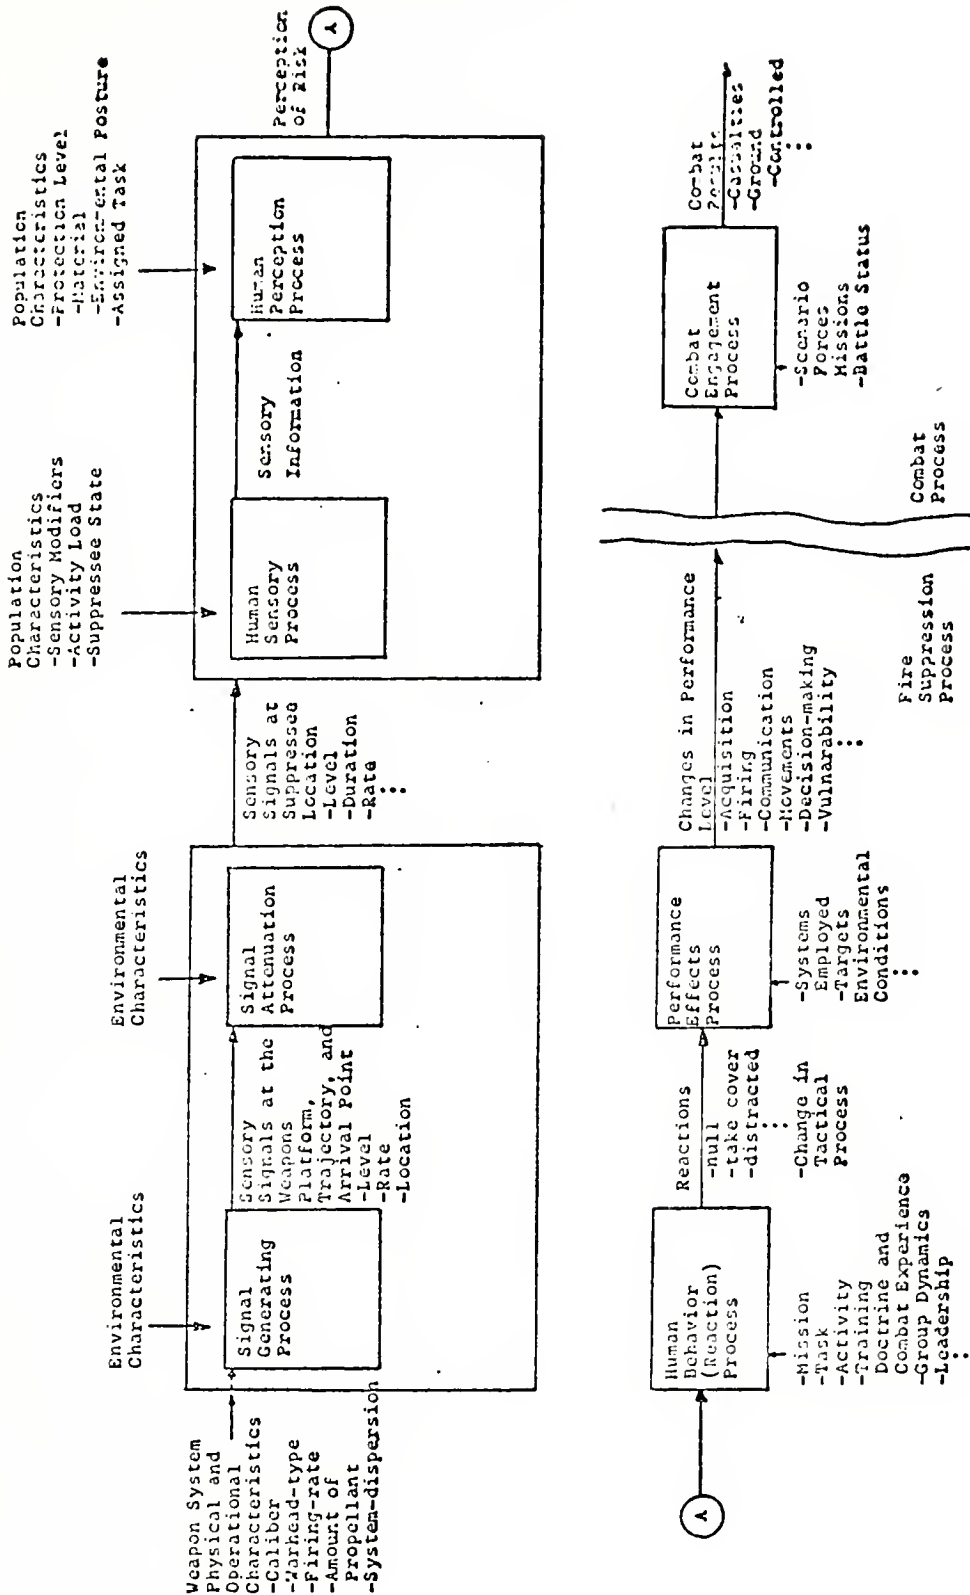 Weapon System
Physical and
Operational
Characteristics
-Caliber
-Warhead-type
-Firing-rate
-Amount of
Propellant
-System-dispersion
Environmental
Characteristics
Signal
Generating
Process
Sensory
Signals at the
Weapons
Platform,
Trajectory, and
Arrival Point
-Level
-Rate
-Location
Environmental
Characteristics
Signal
Attenuation
Process
Sensory
Signals at
Suppressee
Location
-Level
-Duration
-Rate
Population
Characteristics
-Sensory Modifiers
-Activity Load
-Suppressee State
Human
Sensory
Process
Sensory
Information
Population
Characteristics
-Protection Level
-Material
-Environmental Posture
-Assigned Task
Human
Perception
Process
Perception
of Risk
A
A
Human
Behavior
(Reaction)
Process
-Mission
-Task
-Activity
-Training
Doctrine and
Combat Experience
-Group Dynamics
-Leadership
Reactions
-null
-take cover
-distracted
-Change in
Tactical
Process
Performance
Effects
Process
-Systems
Employed
-Targets
Environmental
Conditions
Changes in Performance
Level
-Acquisition
-Firing
-Communication
-Movements
-Decision-making
-Vulnarability
Fire
Suppression
Process
Combat
Process
Combat
Engagement
Process
-Scenario
Forces
Missions
-Battle Status
Combat
Results
-Casualties
-Ground
-Controlled